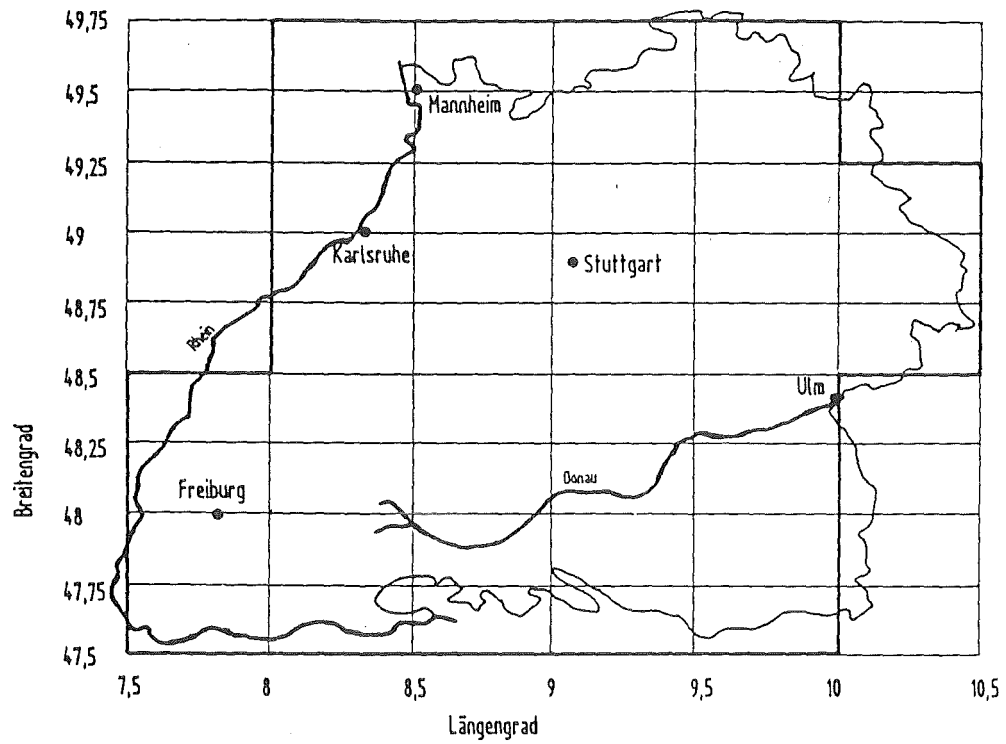 49,75
49,5
Mannheim
49,25
49
Karlsruhe
Stuttgart
48,75
Rhein
48,5
Ulm
48,25
Donau
Freiburg
48
47,75
47,5
7,5 8 8,5 9 9,5 10 10,5
Längengrad
Breitengrad